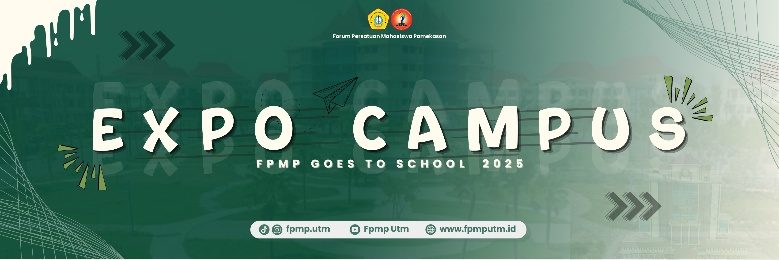 Forum Persatuan Mahasiswa Pamekasan
EXPO CAMPUS
FPMP GOES TO SCHOOL 2025
fpmp.utm Fpmp Utm www.fpmputm.id